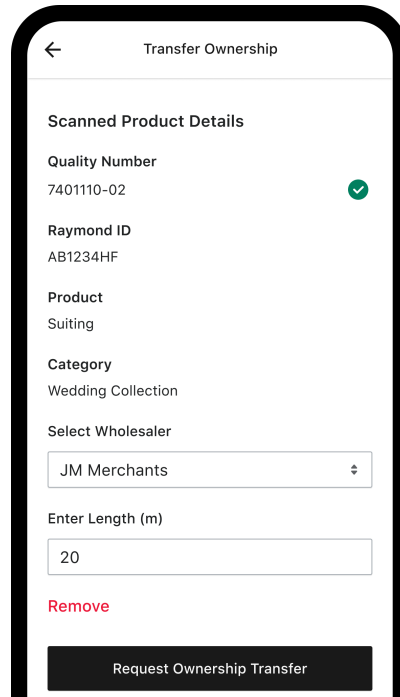 Transfer Ownership
Scanned Product Details
Quality Number
7401110-02
Raymond ID
AB1234HF
Product
Suiting
Category
Wedding Collection
Select Wholesaler
JM Merchants
Enter Length (m)
20
Remove
Request Ownership Transfer